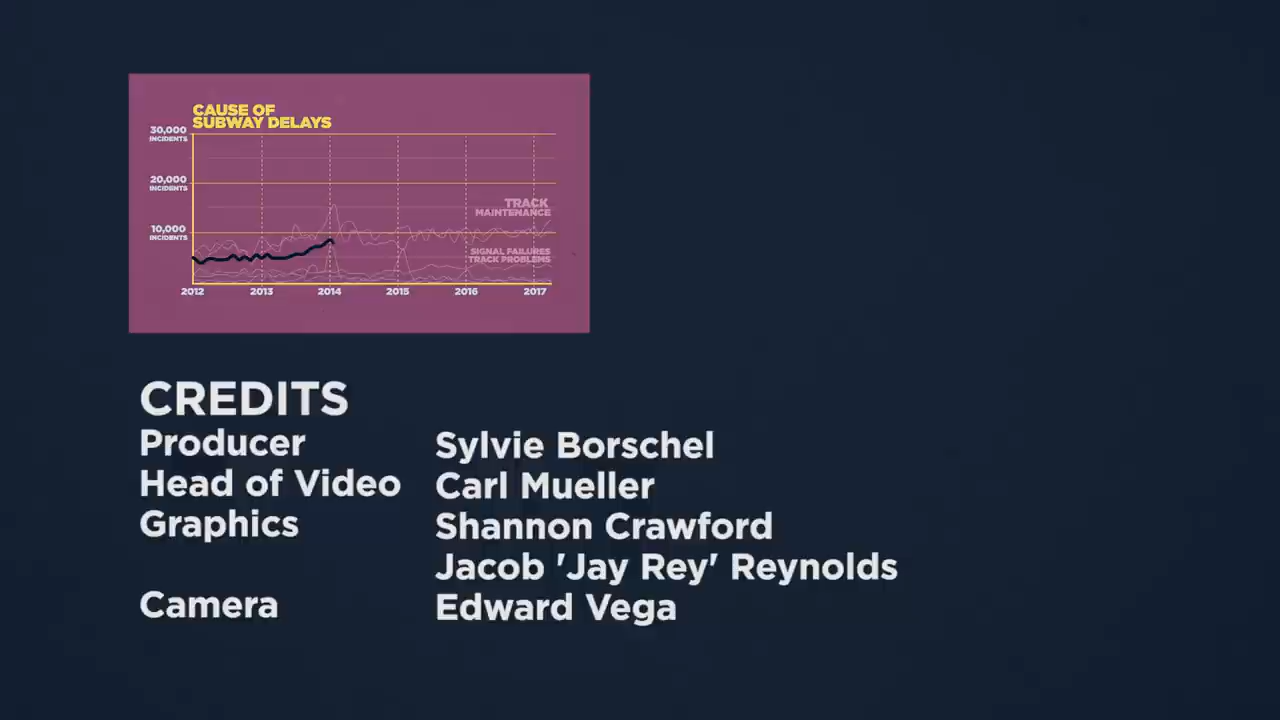 CAUSE OF
SUBWAY DELAYS
30,000
INCIDENTS
20,000
INCIDENTS
10,000
INCIDENTS
TRACK
MAINTENANCE
SIGNAL FAILURES
TRACK PROBLEMS
2012 2013 2014 2015 2016 2017
CREDITS
Producer Sylvie Borschel
Head of Video Carl Mueller
Graphics Shannon Crawford
Jacob 'Jay Rey' Reynolds
Camera Edward Vega